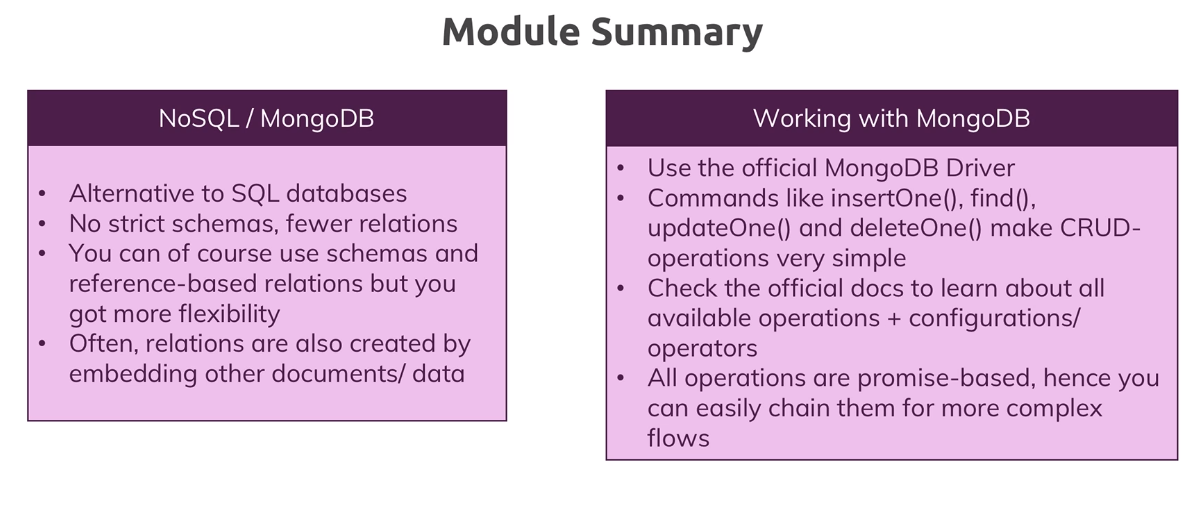 Module Summary
NoSQL / MongoDB
• Alternative to SQL databases
• No strict schemas, fewer relations
• You can of course use schemas and
reference-based relations but you
got more flexibility
• Often, relations are also created by
embedding other documents/ data
Working with MongoDB
• Use the official MongoDB Driver
• Commands like insertOne(), find(),
updateOne() and deleteOne() make CRUD-
operations very simple
• Check the official docs to learn about all
available operations + configurations/
operators
• All operations are promise-based, hence you
can easily chain them for more complex
flows